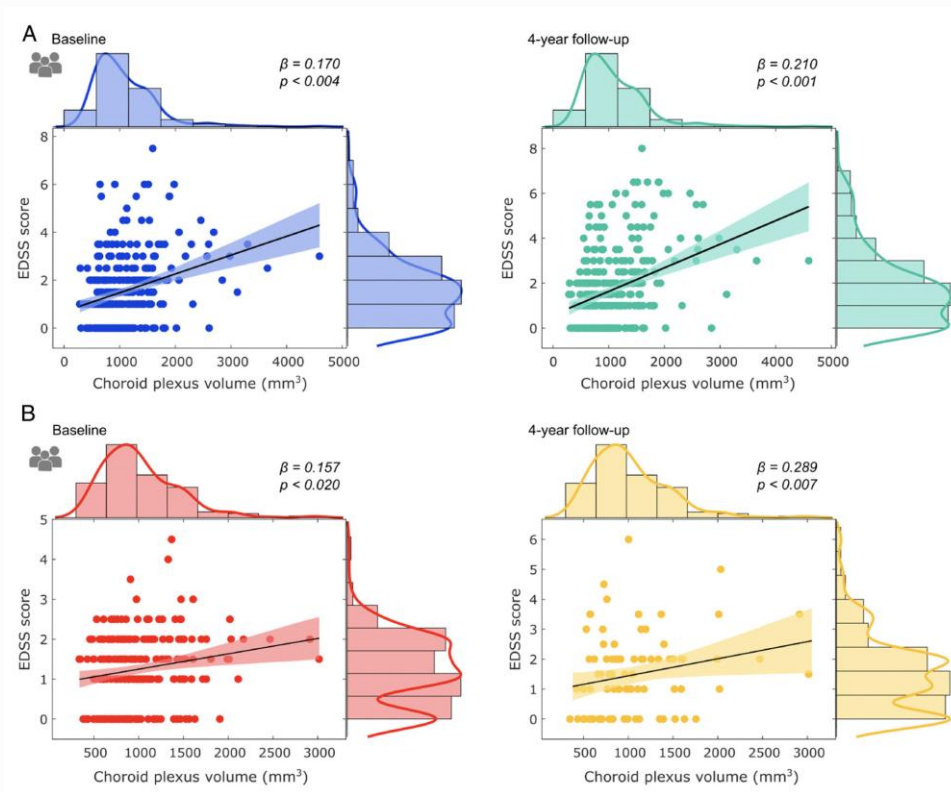 A
Baseline
β = 0.170
p < 0.004
EDSS score
8
6
4
2
0
0 1000 2000 3000 4000 5000
Choroid plexus volume (mm³)
4-year follow-up
β = 0.210
p < 0.001
EDSS score
8
6
4
2
0
0 1000 2000 3000 4000 5000
Choroid plexus volume (mm³)
B
Baseline
β = 0.157
p < 0.020
EDSS score
5
4
3
2
1
0
500 1000 1500 2000 2500 3000
Choroid plexus volume (mm³)
4-year follow-up
β = 0.289
p < 0.007
EDSS score
6
5
4
3
2
1
0
500 1000 1500 2000 2500 3000
Choroid plexus volume (mm³)